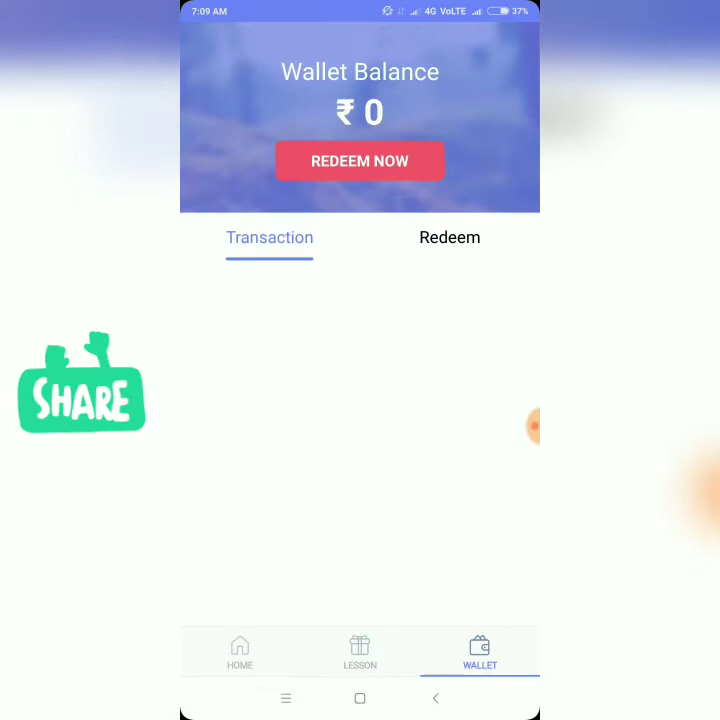 7:09 AM 4G VoLTE 37%
Wallet Balance
₹ 0
REDEEM NOW
Transaction Redeem
SHARE
HOME LESSON WALLET